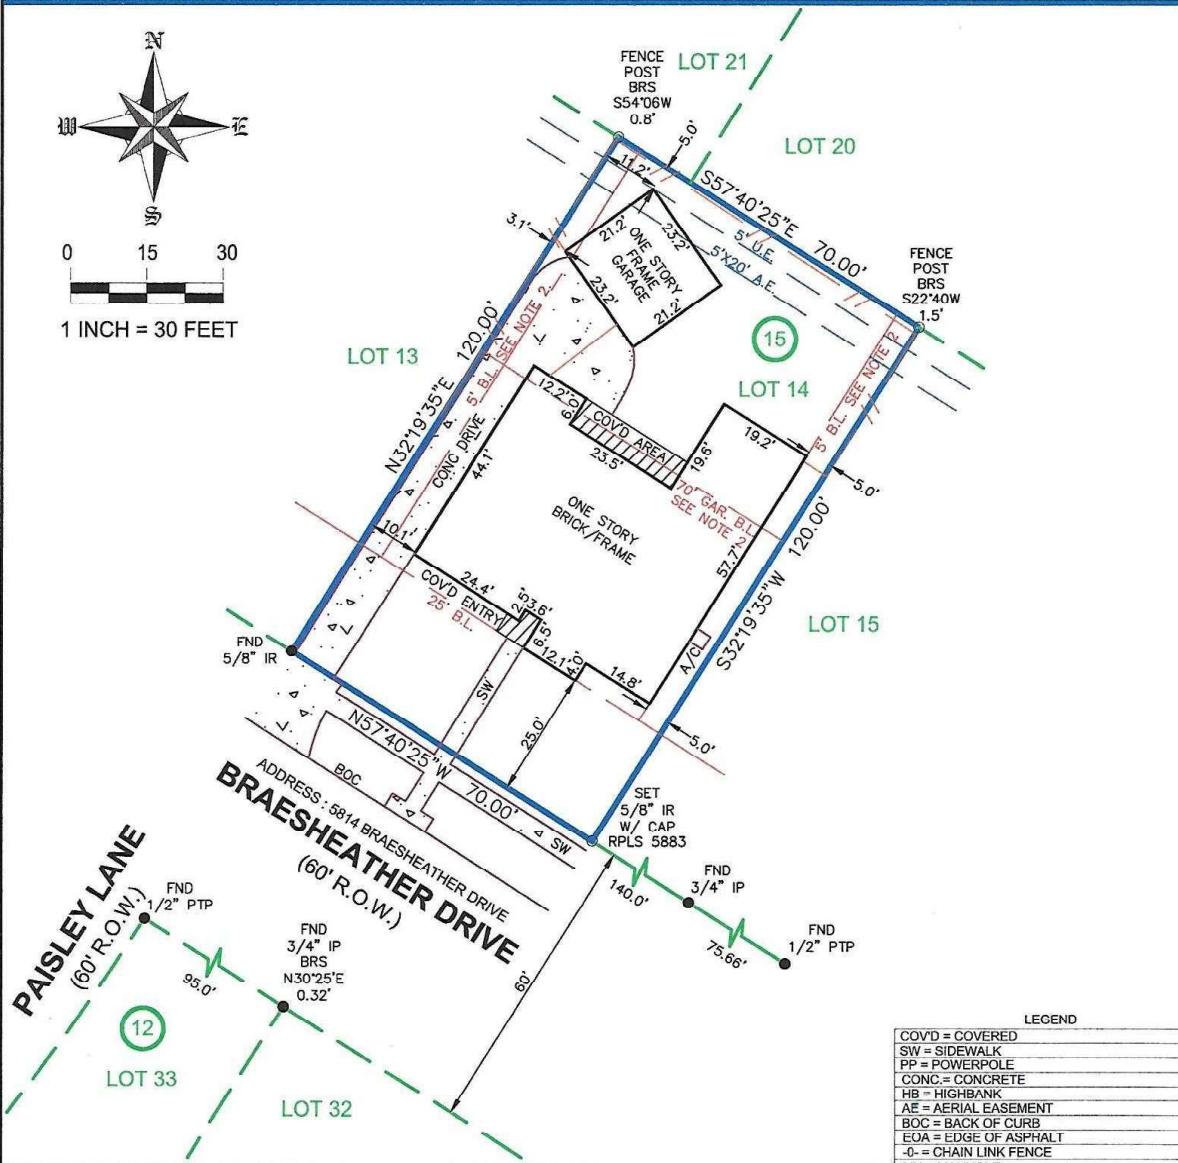 N
W
E
S
0 15 30
1 INCH = 30 FEET
FENCE
POST
BRS
S54°06W
0.8'
LOT 21
LOT 20
5.0'
11.2'
S57°40'25"E 70.00'
3.1'
21.2'
23.2'
ONE STORY
FRAME
GARAGE
23.2'
21.2'
5' U.E.
5'X20' A.E.
FENCE
POST
BRS
S22°40W
1.5'
15
LOT 14
LOT 13
N32°19'35"E 120.00'
5' B.L. SEE NOTE 2
5' B.L. SEE NOTE 2
CONC DRIVE
44.1'
12.2'
6.0'
COV'D AREA
23.5'
19.6'
19.2'
70' GAR. B.L.
SEE NOTE 2
5.0'
ONE STORY
BRICK/FRAME
57.7'
S32°19'35"W 120.00'
LOT 15
10.1'
24.4'
COV'D ENTRY
25' B.L.
2.5'
3.6'
6.5'
12.1'
4.0'
14.8'
A/C
5.0'
FND
5/8" IR
SW
25.0'
N57°40'25"W 70.00'
BOC
SW
ADDRESS : 5814 BRAESHEATHER DRIVE
BRAESHEATHER DRIVE
(60' R.O.W.)
SET
5/8" IR
W/ CAP
RPLS 5883
140.0'
FND
3/4" IP
75.66'
FND
1/2" PTP
60'
PAISLEY LANE
(60' R.O.W.)
FND
1/2" PTP
95.0'
FND
3/4" IP
BRS
N30°25'E
0.32'
12
LOT 33
LOT 32
LEGEND
COV'D = COVERED
SW = SIDEWALK
PP = POWERPOLE
CONC.= CONCRETE
HB = HIGHBANK
AE = AERIAL EASEMENT
BOC = BACK OF CURB
EOA = EDGE OF ASPHALT
-0- = CHAIN LINK FENCE